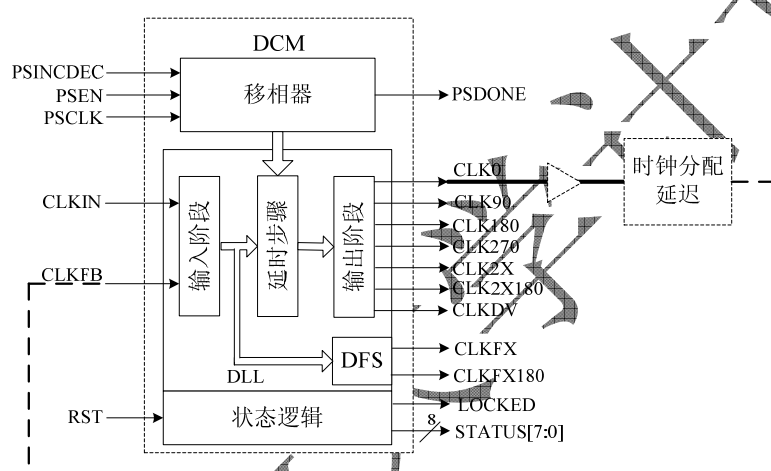 DCM
PSINCDEC
PSEN
PSCLK
移相器
PSDONE
CLKIN
CLKFB
输入阶段
延时步骤
输出阶段
CLK0
CLK90
CLK180
CLK270
CLK2X
CLK2X180
CLKDV
时钟分配
延迟
DLL
DFS
CLKFX
CLKFX180
RST
状态逻辑
LOCKED
8
STATUS[7:0]